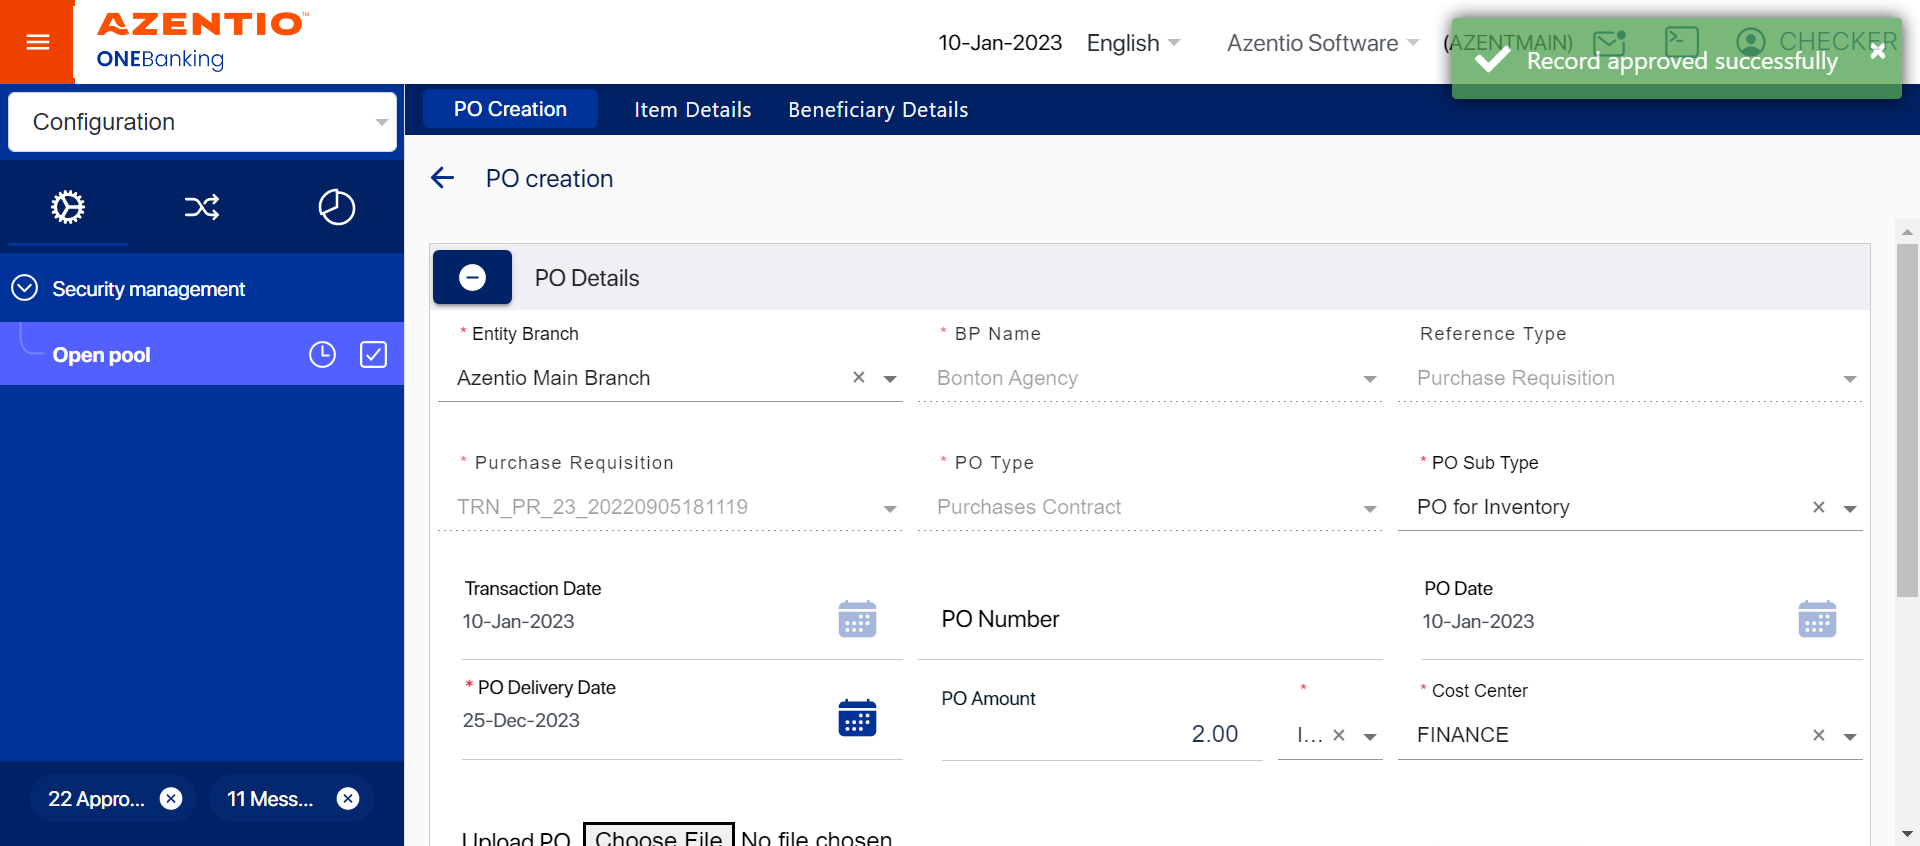 AZENTIO™
ONEBanking
10-Jan-2023
English
Azentio Software
(AZENTMAIN)
CHECKER
Record approved successfully
Configuration
PO Creation
Item Details
Beneficiary Details
PO creation
Security management
Open pool
PO Details
* Entity Branch
* BP Name
Reference Type
Azentio Main Branch
Bonton Agency
Purchase Requisition
* Purchase Requisition
* PO Type
* PO Sub Type
TRN_PR_23_20220905181119
Purchases Contract
PO for Inventory
Transaction Date
10-Jan-2023
PO Number
PO Date
10-Jan-2023
* PO Delivery Date
25-Dec-2023
PO Amount
2.00
*
I...
* Cost Center
FINANCE
22 Appro...
11 Mess...
Upload PO
Choose File
No file chosen